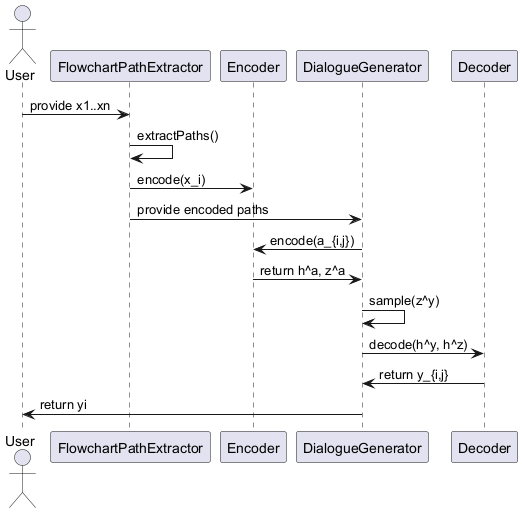 User
FlowchartPathExtractor
Encoder
DialogueGenerator
Decoder
provide x1..xn
extractPaths()
encode(x_i)
provide encoded paths
encode(a_{i,j})
return h^a, z^a
sample(z^y)
decode(h^y, h^z)
return y_{i,j}
return yi
User
FlowchartPathExtractor
Encoder
DialogueGenerator
Decoder